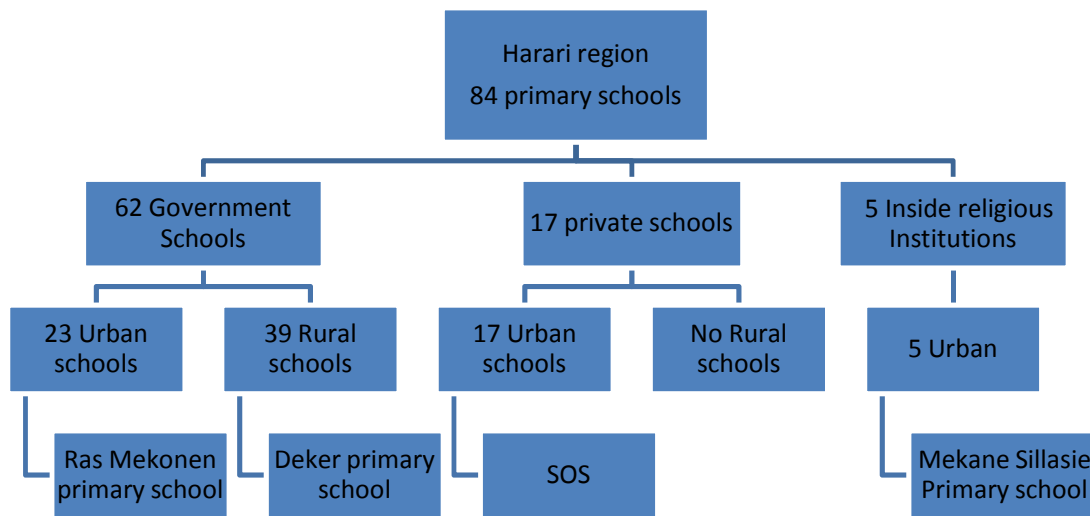 Harari region
84 primary schools
62 Government
Schools
17 private schools
5 Inside religious
Institutions
23 Urban
schools
39 Rural
schools
17 Urban
schools
No Rural
schools
5 Urban
Ras Mekonen
primary school
Deker primary
school
SOS
Mekane Sillasie
Primary school